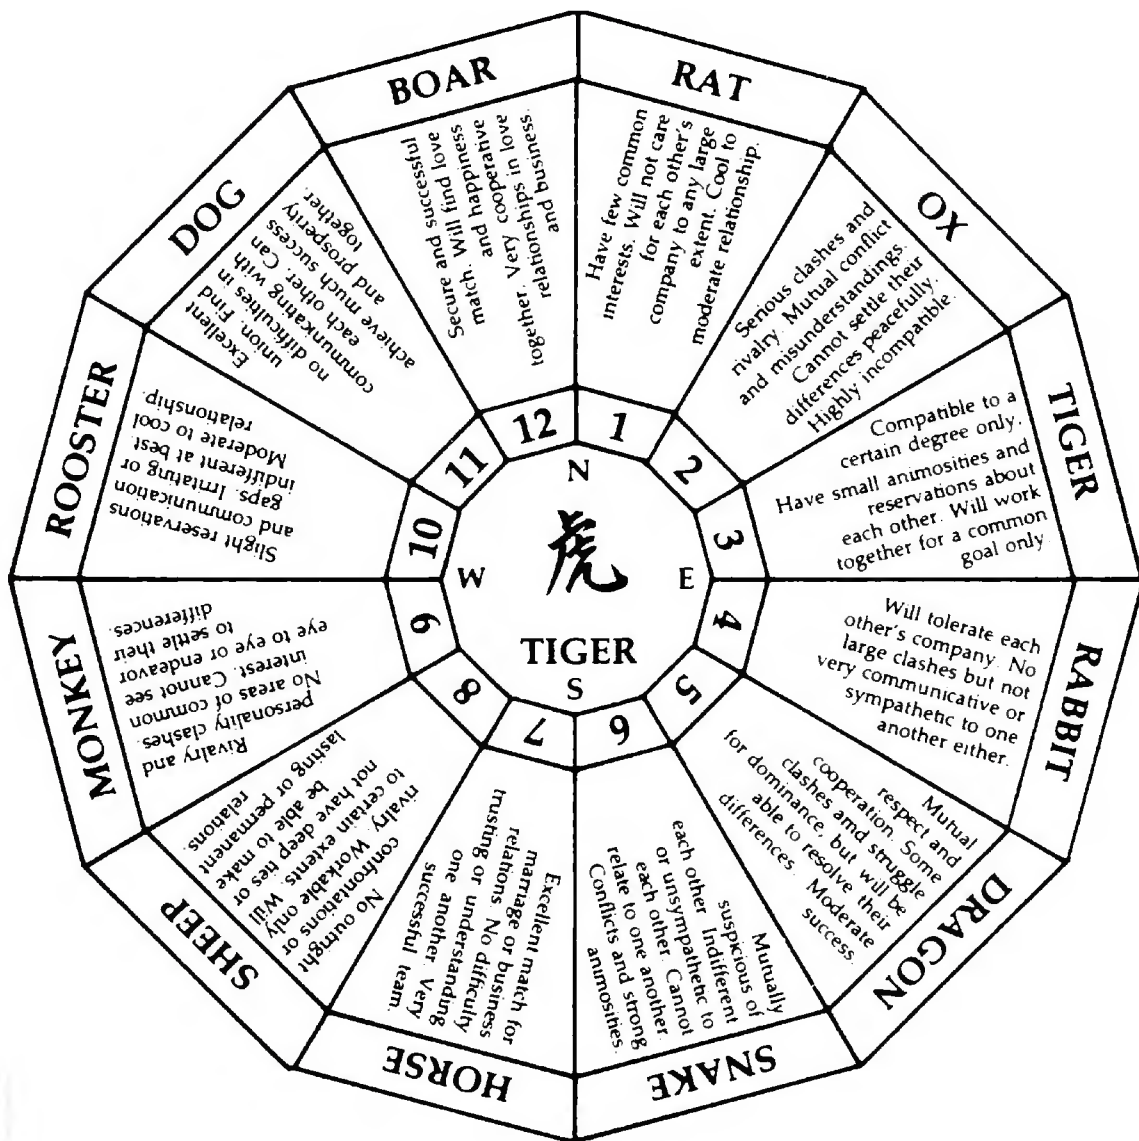 RAT
Have few common
interests. Will not care
for each other's
company to any large
extent. Cool to
moderate relationship.
1
OX
Serious clashes and
rivalry. Mutual conflict
and misunderstandings.
Cannot settle their
differences peacefully.
Highly incompatible.
2
TIGER
Compatible to a
certain degree only.
Have small animosities and
reservations about
each other. Will work
together for a common
goal only
3
RABBIT
Will tolerate each
other's company. No
large clashes but not
very communicative or
sympathetic to one
another either.
4
DRAGON
Mutual
respect and
cooperation. Some
clashes amd struggle
for dominance, but will be
able to resolve their
differences. Moderate
success.
5
SNAKE
Mutually
suspicious of
each other Indifferent
or unsympathetic to
each other. Cannot
relate to one another.
Conflicts and strong
animosities.
6
HORSE
Excellent match for
marriage or business
relations. No difficulty
trusting or understanding
one another Very
successful team.
7
SHEEP
No outright
confrontations or
rivalry. Workable only
to certain extents. Will
not have deep ties or
be able to make
lasting or permanent
relations.
8
MONKEY
Rivalry and
personality clashes.
No areas of common
interest. Cannot see
eye to eye or endeavor
to settle their
differences.
9
ROOSTER
Slight reservations
and communication
gaps. Irritating or
indifferent at best.
Moderate to cool
relationship.
10
DOG
Excellent
union. Find
no difficulties in
communicating with
each other. Can
achieve much success
and prosperity
together.
11
BOAR
Secure and successful
match. Will find love
and happiness
together. Very cooperative
relationships in love
and business.
12
N
虎
W
E
TIGER
S